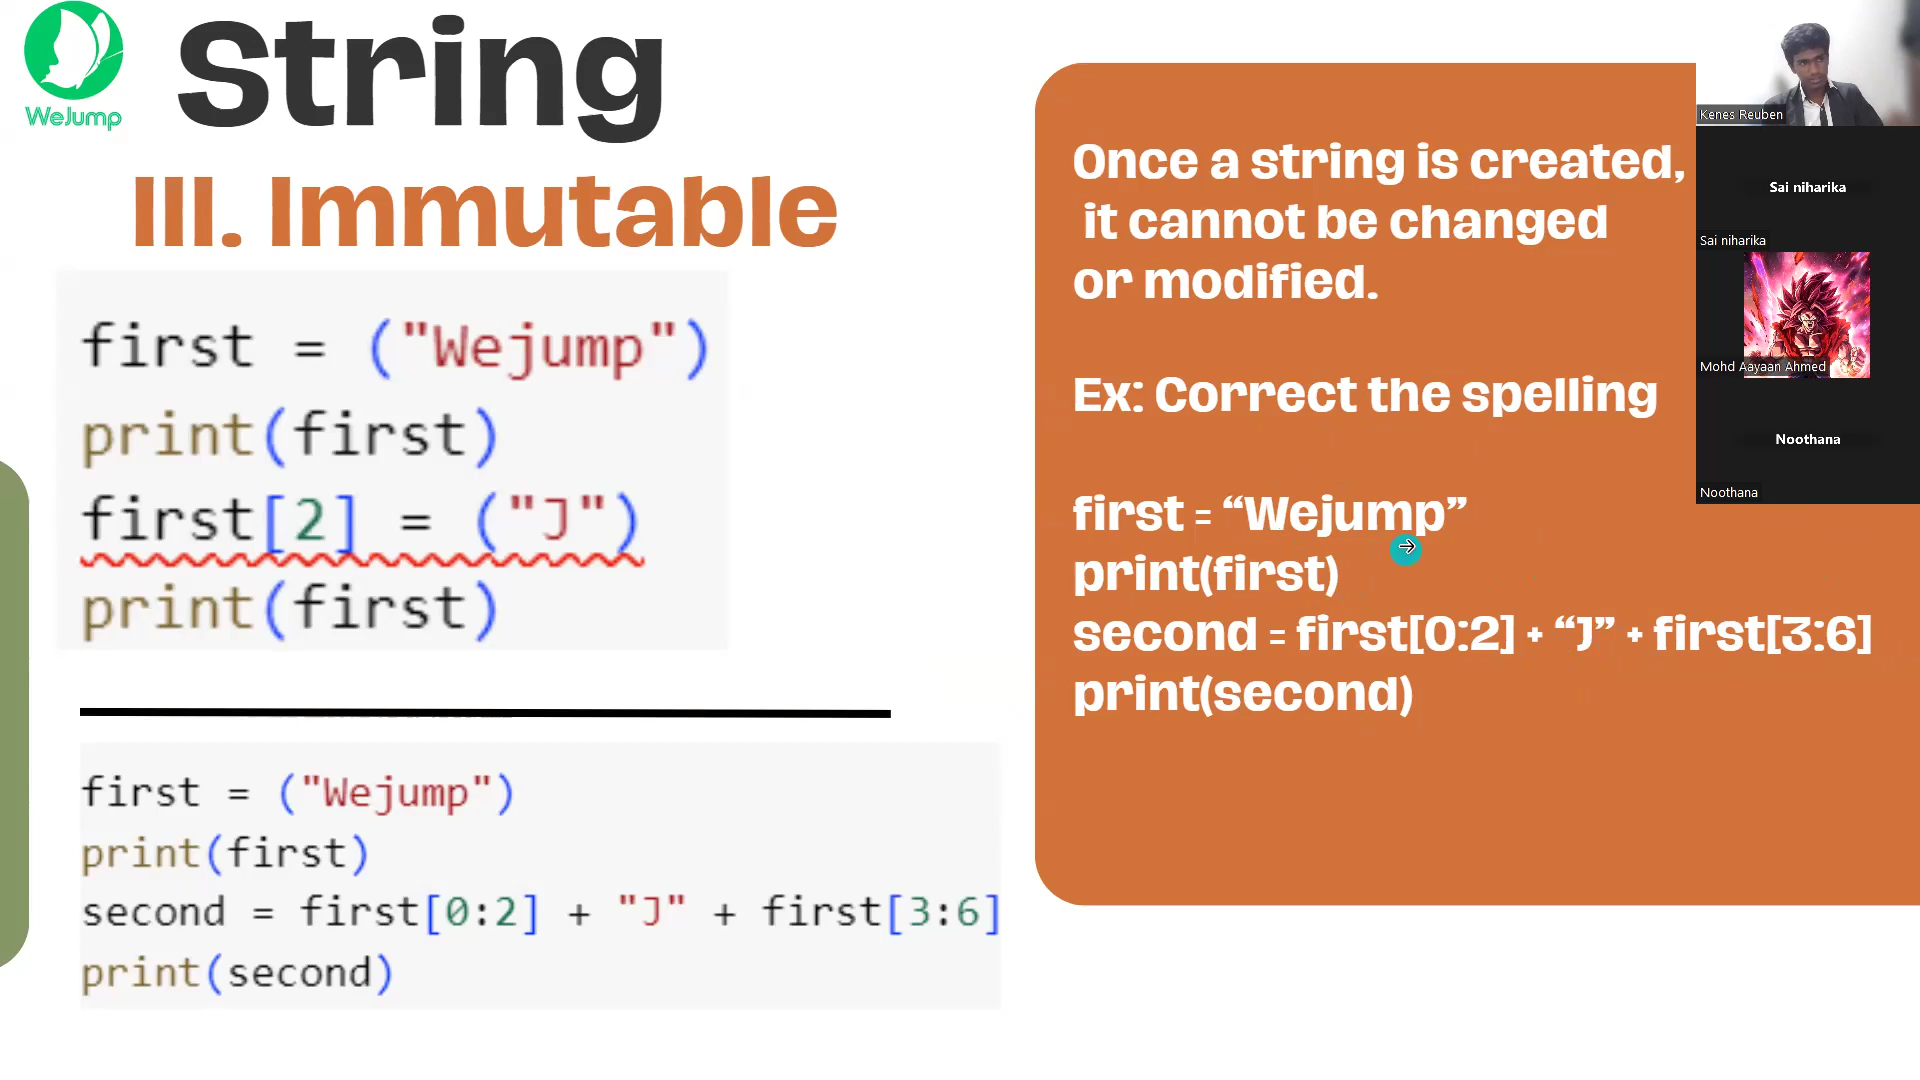 WeJump
String
III. Immutable
first = ("Wejump")
print(first)
first[2] = ("J")
print(first)
first = ("Wejump")
print(first)
second = first[0:2] + "J" + first[3:6]
print(second)
Once a string is created,
it cannot be changed
or modified.
Ex: Correct the spelling
first = “Wejump”
print(first)
second = first[0:2] + “J” + first[3:6]
print(second)
Kenes Reuben
Sai niharika
Sai niharika
Mohd Aayaan Ahmed
Noothana
Noothana